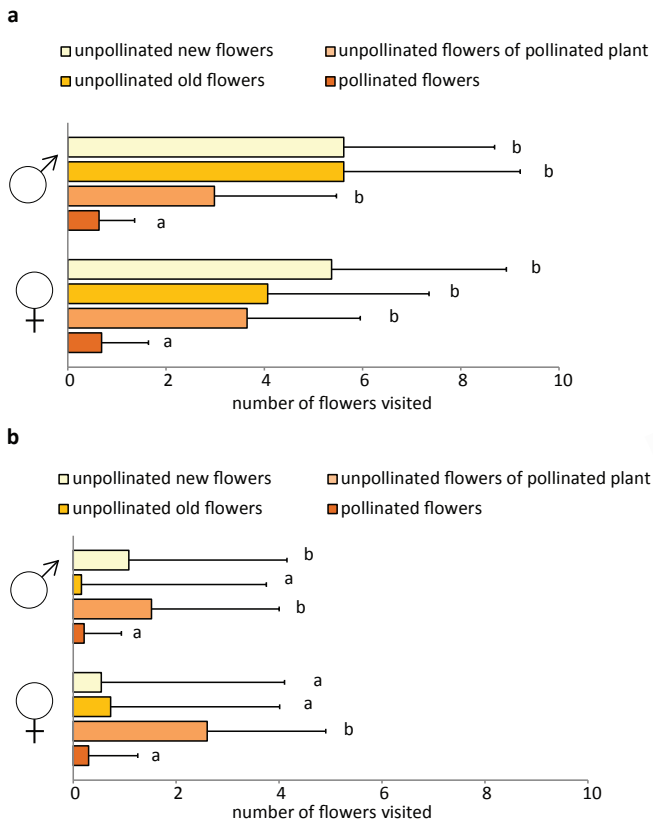 a
unpollinated new flowers unpollinated flowers of pollinated plant
unpollinated old flowers pollinated flowers
b
b
b
a
b
b
b
a
0 2 4 6 8 10
number of flowers visited
b
unpollinated new flowers unpollinated flowers of pollinated plant
unpollinated old flowers pollinated flowers
b
a
b
a
a
a
b
a
0 2 4 6 8 10
number of flowers visited